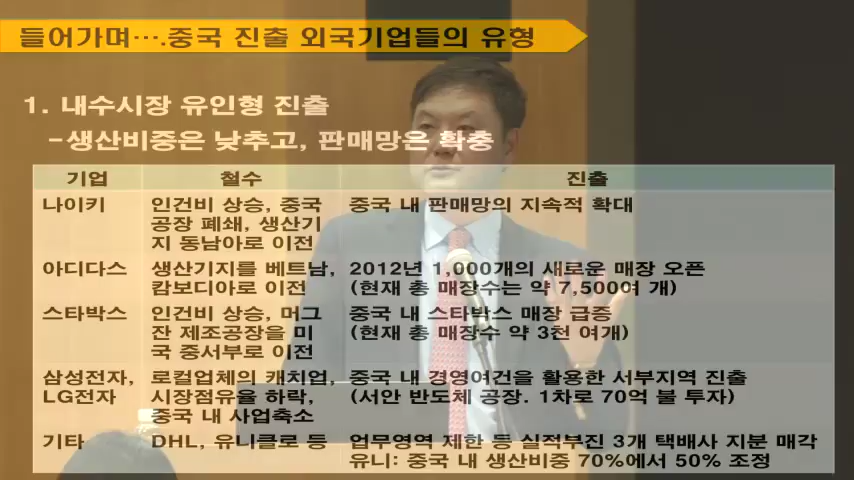 들어가며….중국 진출 외국기업들의 유형
1. 내수시장 유인형 진출
-생산비중은 낮추고, 판매망은 확충
기업 철수 진출
나이키 인건비 상승, 중국 중국 내 판매망의 지속적 확대
공장 폐쇄, 생산기
지 동남아로 이전
아디다스 생산기지를 베트남, 2012년 1,000개의 새로운 매장 오픈
캄보디아로 이전 (현재 총 매장수는 약 7,500여 개)
스타박스 인건비 상승, 머그 중국 내 스타박스 매장 급증
잔 제조공장을 미 (현재 총 매장수 약 3천 여개)
국 중서부로 이전
삼성전자, 로컬업체의 캐치업, 중국 내 경영여건을 활용한 서부지역 진출
LG전자 시장점유율 하락, (서안 반도체 공장. 1차로 70억 불 투자)
중국 내 사업축소
기타 DHL, 유니클로 등 업무영역 제한 등 실적부진 3개 택배사 지분 매각
유니: 중국 내 생산비중 70%에서 50% 조정